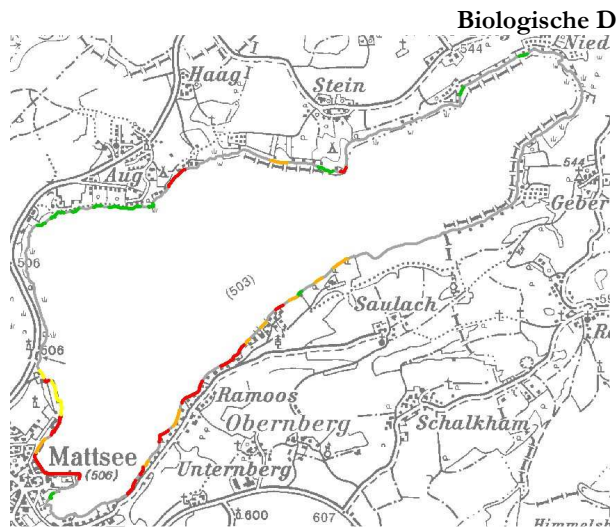 Biologische D
544
Nied
Haag
Stein
Aug
544
Geber
506
(503)
Saulach
506
Ramoos
Obernberg
Schalkham
Mattsee
(506)
Unternberg
600
607
Himmels